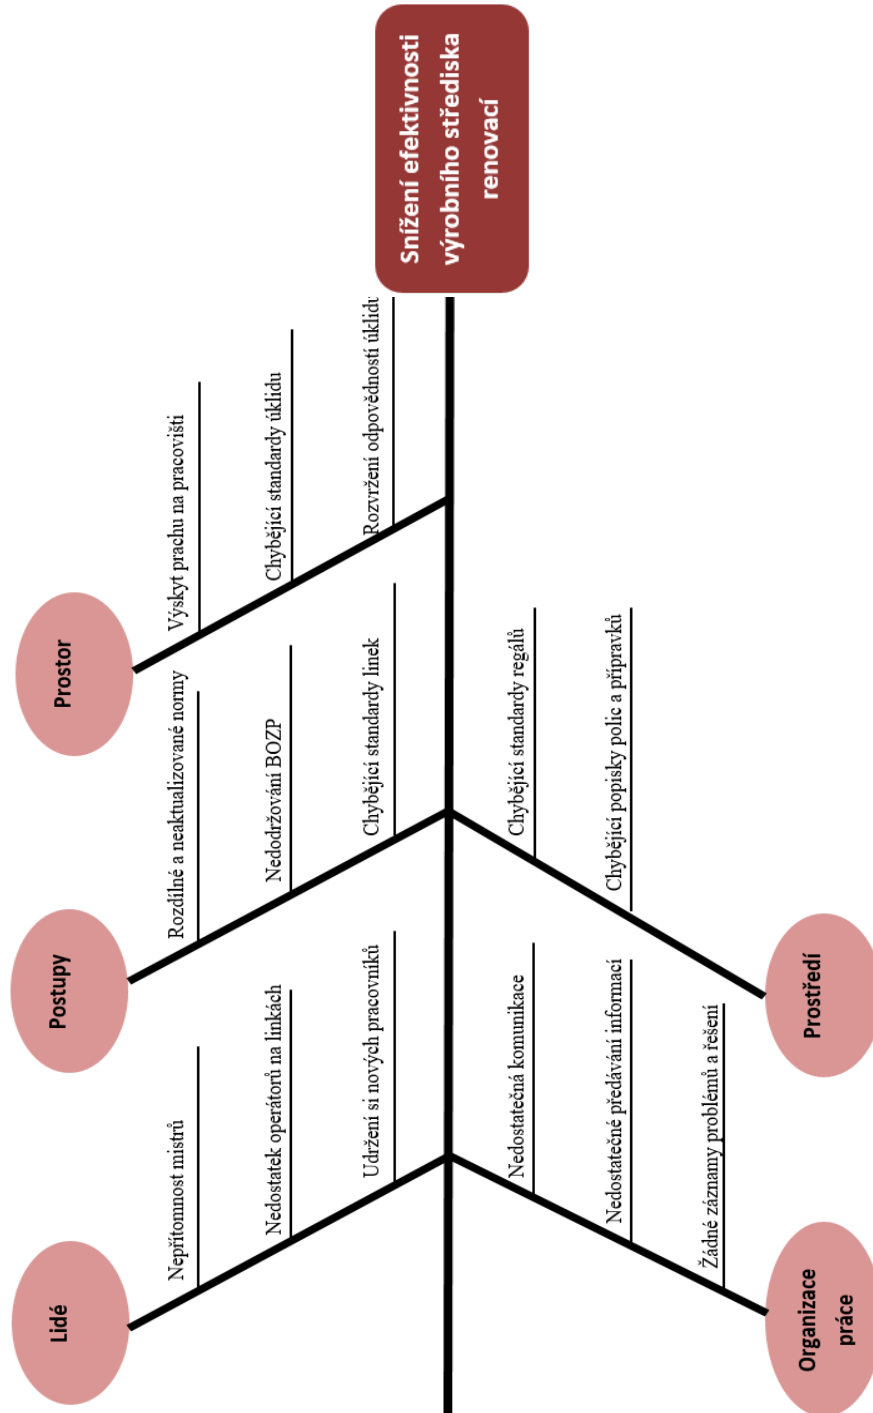 Lidé
Postupy
Prostor
Nepřítomnost mistrů
Nedostatek operátorů na linkách
Udržení si nových pracovníků
Rozdílné a neaktualizované normy
Nedodržování BOZP
Chybějící standardy linek
Výskyt prachu na pracovišti
Chybějící standardy úklidu
Rozvržení odpovědností úklidu
Snížení efektivnosti
výrobního střediska
renovací
Nedostatečná komunikace
Nedostatečné předávání informací
Žádné záznamy problémů a řešení
Chybějící standardy regálů
Chybějící popisky polic a přípravků
Organizace
práce
Prostředí